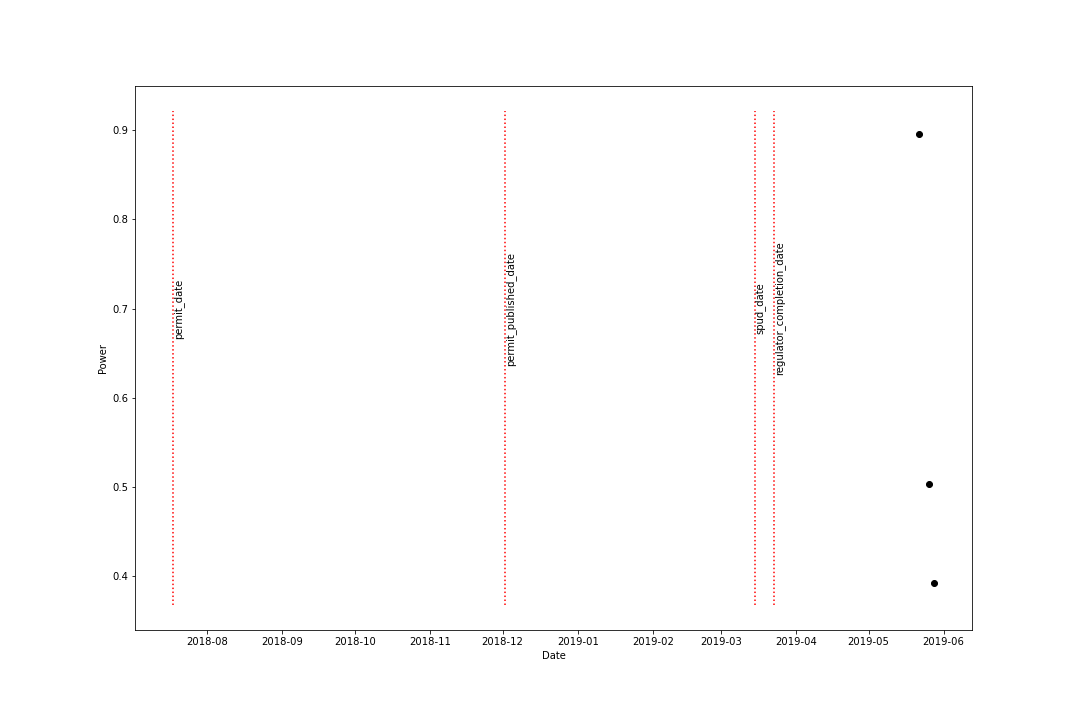 0.9
0.8
0.7
0.6
0.5
0.4
Power
permit_date
permit_published_date
spud_date
regulator_completion_date
2018-08 2018-09 2018-10 2018-11 2018-12 2019-01 2019-02 2019-03 2019-04 2019-05 2019-06
Date